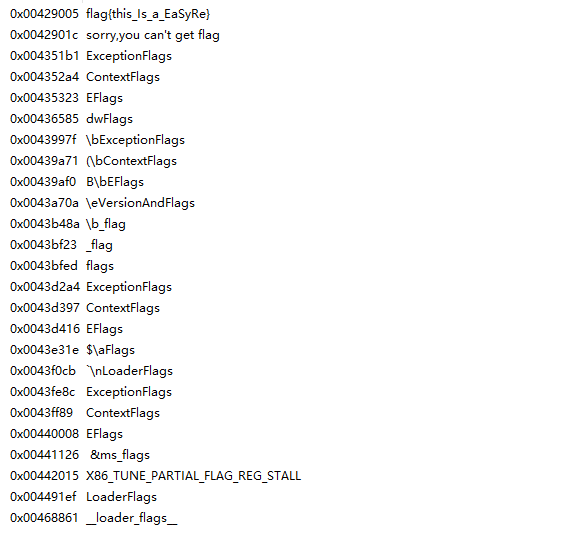 0x00429005 flag{this_Is_a_EaSyRe}
0x0042901c sorry,you can't get flag
0x004351b1 ExceptionFlags
0x004352a4 ContextFlags
0x00435323 EFlags
0x00436585 dwFlags
0x0043997f \bExceptionFlags
0x00439a71 (\bContextFlags
0x00439af0 B\bEFlags
0x0043a70a \eVersionAndFlags
0x0043b48a \b_flag
0x0043bf23 _flag
0x0043bfed flags
0x0043d2a4 ExceptionFlags
0x0043d397 ContextFlags
0x0043d416 EFlags
0x0043e31e $\aFlags
0x0043f0cb `\nLoaderFlags
0x0043fe8c ExceptionFlags
0x0043ff89 ContextFlags
0x00440008 EFlags
0x00441126 &ms_flags
0x00442015 X86_TUNE_PARTIAL_FLAG_REG_STALL
0x004491ef LoaderFlags
0x00468861 __loader_flags__